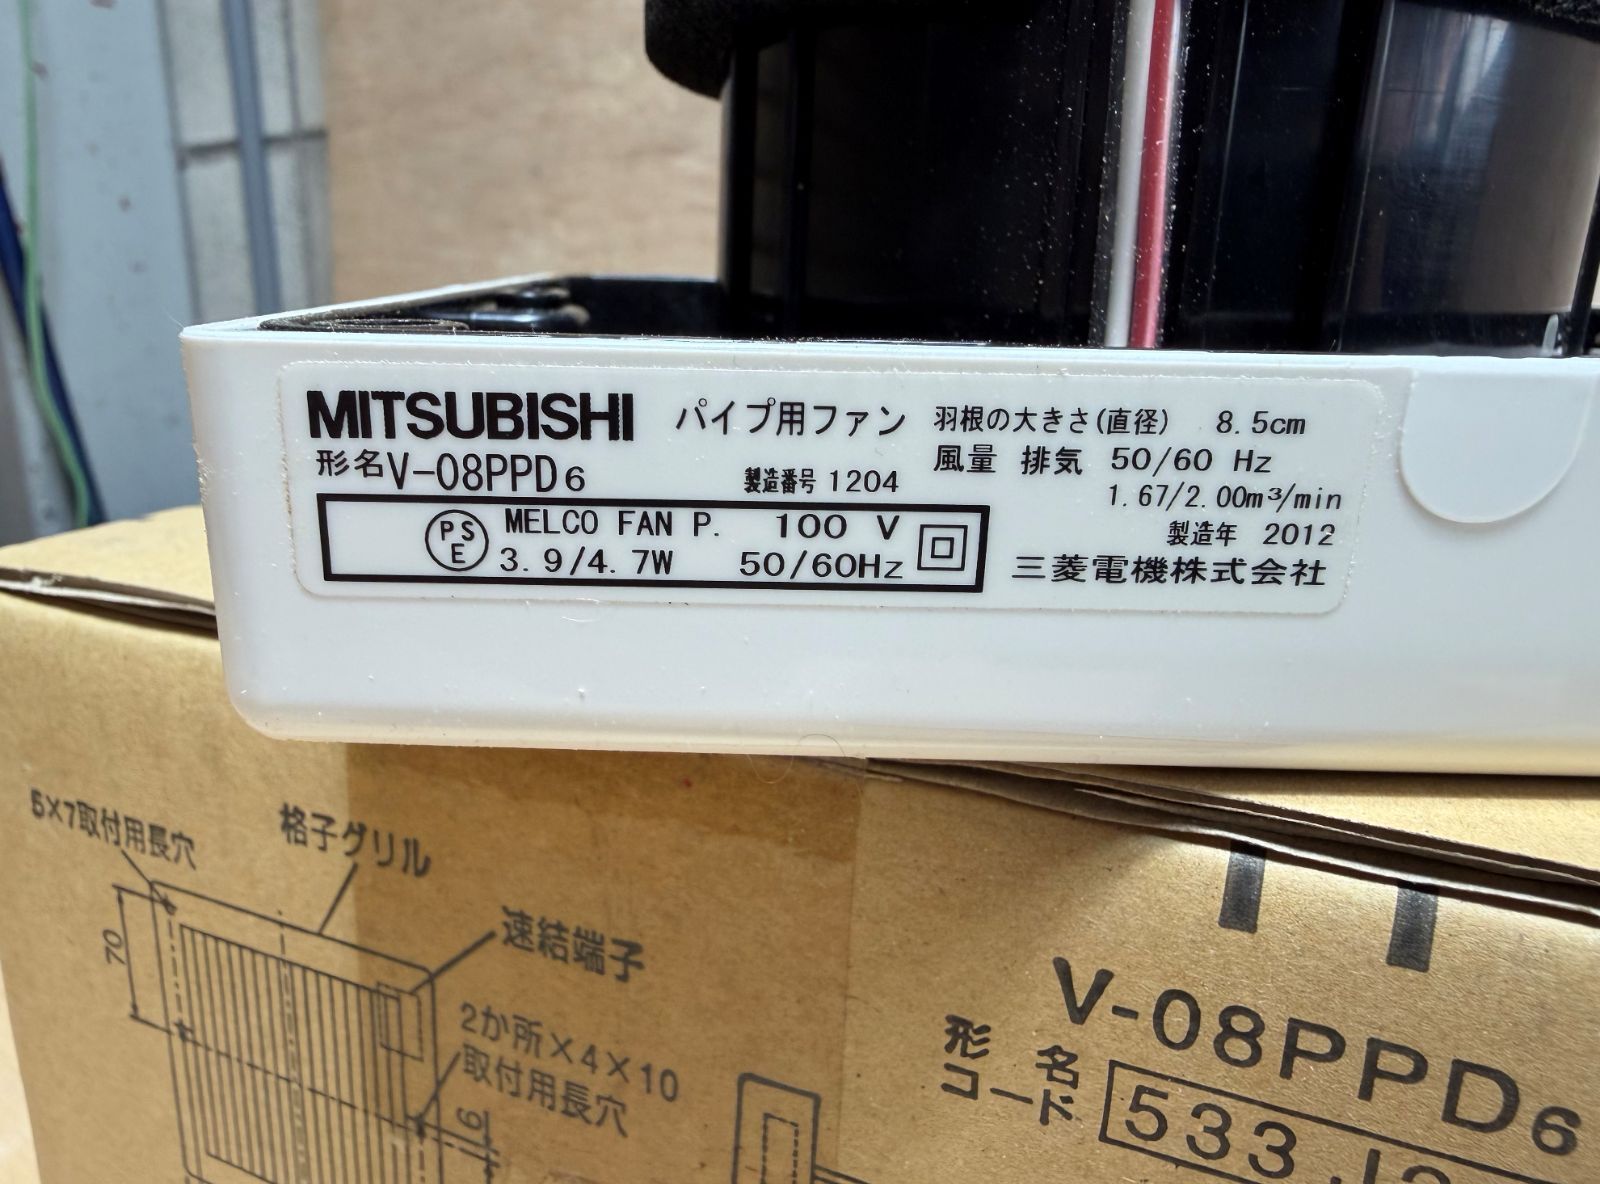 MITSUBISHI パイプ用ファン 羽根の大きさ(直径) 8.5cm
形名 V-08PPD6 製造番号 1204 風量 排気 50/60 Hz
1.67/2.00m³/min
PSE MELCO FAN P. 100 V 製造年 2012
3.9/4.7W 50/60Hz 三菱電機株式会社
5×7取付用長穴
格子グリル
70
速結端子
2か所×4×10
取付用長穴
6
形名 V-08PPD6
コード 533